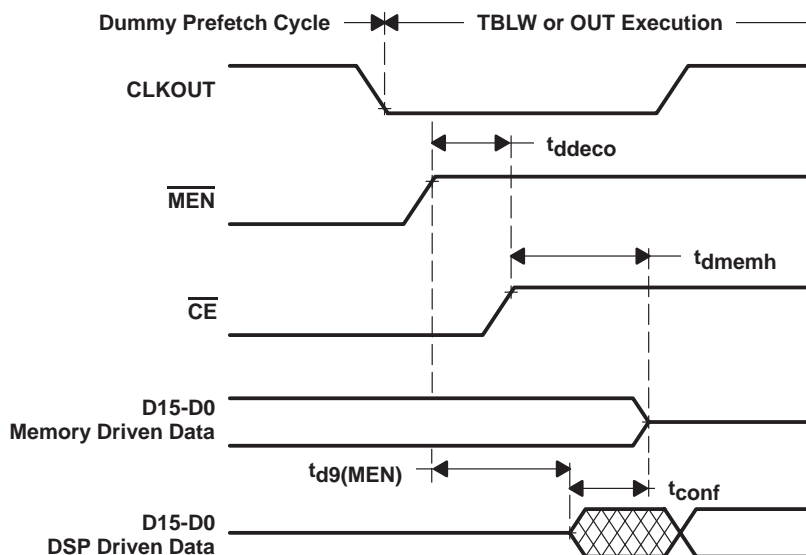 Dummy Prefetch Cycle
TBLW or OUT Execution
CLKOUT
tddeco
MEN
tdmemh
CE
D15-D0
Memory Driven Data
td9(MEN)
tconf
D15-D0
DSP Driven Data